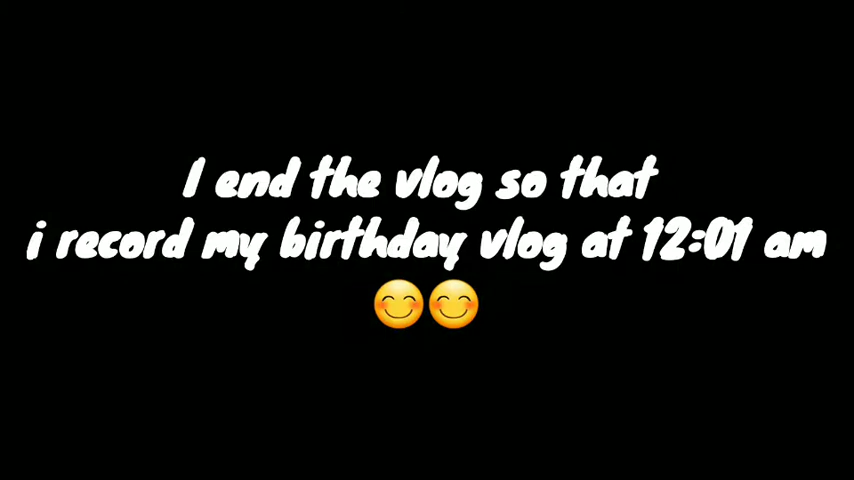 I end the vlog so that
i record my birthday vlog at 12:01 am
😊😊